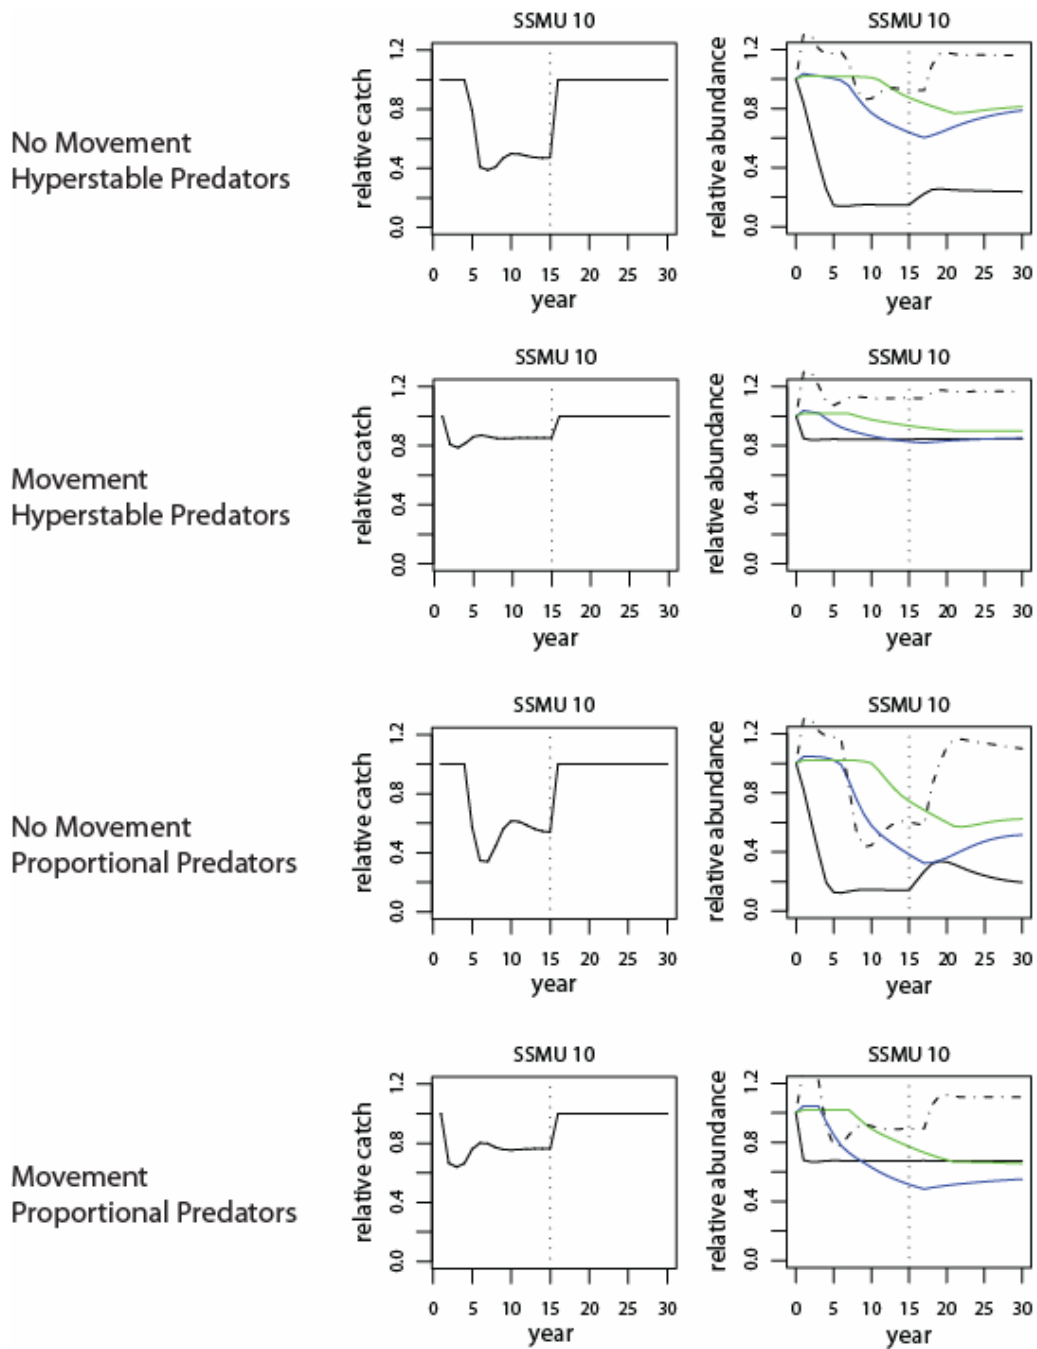 SSMU 10
SSMU 10
No Movement
Hyperstable Predators
relative catch
0.0 0.4 0.8 1.2
0 5 10 15 20 25 30
year
relative abundance
0.0 0.4 0.8 1.2
0 5 10 15 20 25 30
year
SSMU 10
SSMU 10
Movement
Hyperstable Predators
relative catch
0.0 0.4 0.8 1.2
0 5 10 15 20 25 30
year
relative abundance
0.0 0.4 0.8 1.2
0 5 10 15 20 25 30
year
SSMU 10
SSMU 10
No Movement
Proportional Predators
relative catch
0.0 0.4 0.8 1.2
0 5 10 15 20 25 30
year
relative abundance
0.0 0.4 0.8 1.2
0 5 10 15 20 25 30
year
SSMU 10
SSMU 10
Movement
Proportional Predators
relative catch
0.0 0.4 0.8 1.2
0 5 10 15 20 25 30
year
relative abundance
0.0 0.4 0.8 1.2
0 5 10 15 20 25 30
year